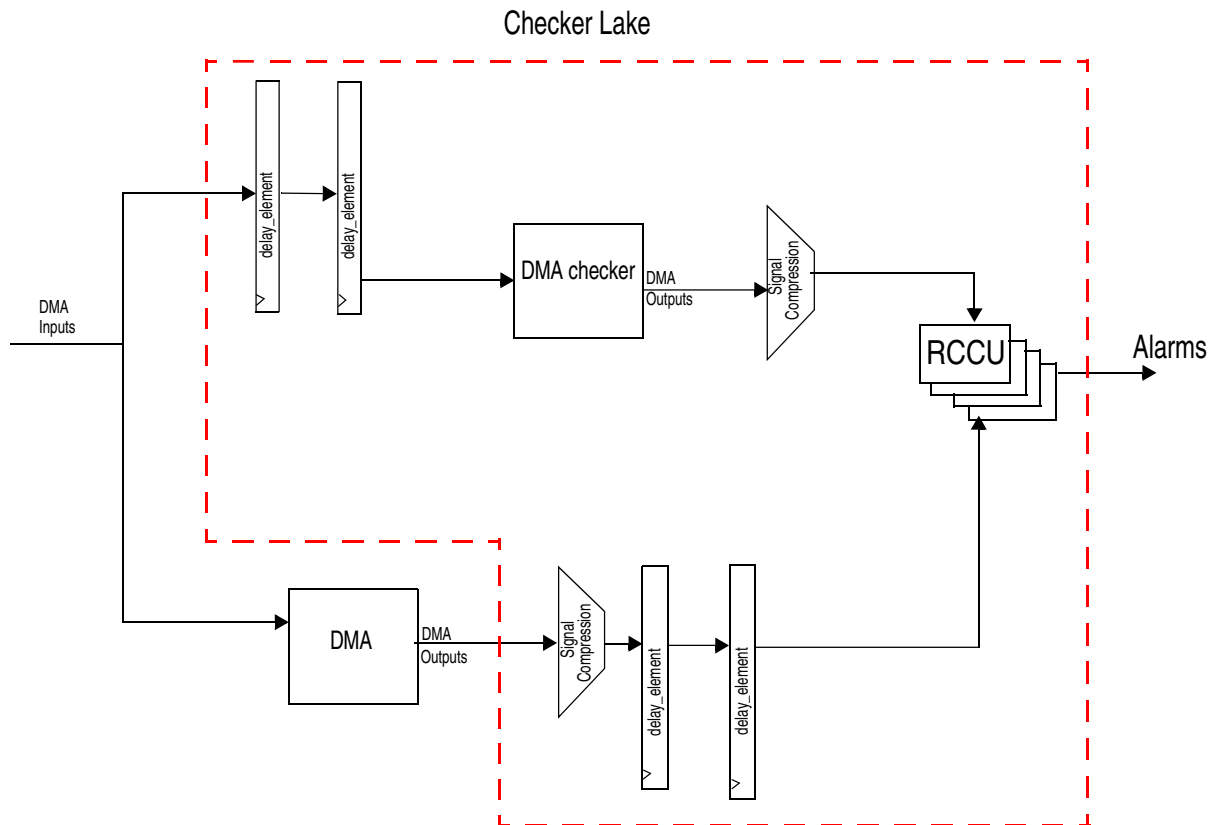 Checker Lake
delay_element
delay_element
DMA checker
DMA
Outputs
Signal
Compression
DMA
Inputs
RCCU
Alarms
DMA
DMA
Outputs
Signal
Compression
delay_element
delay_element